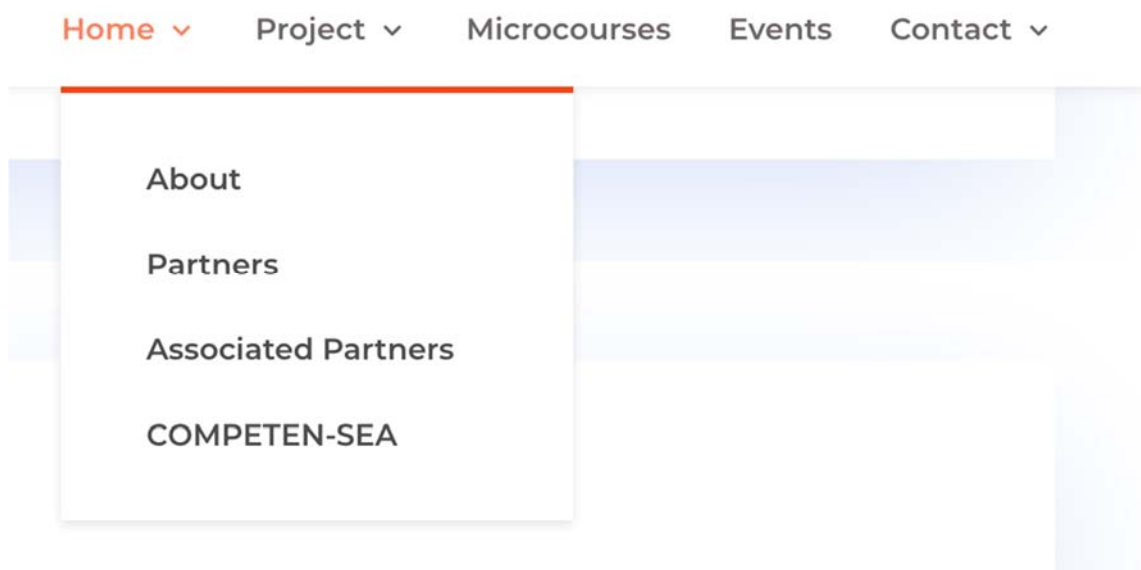 Home Project Microcourses Events Contact
About
Partners
Associated Partners
COMPETEN-SEA